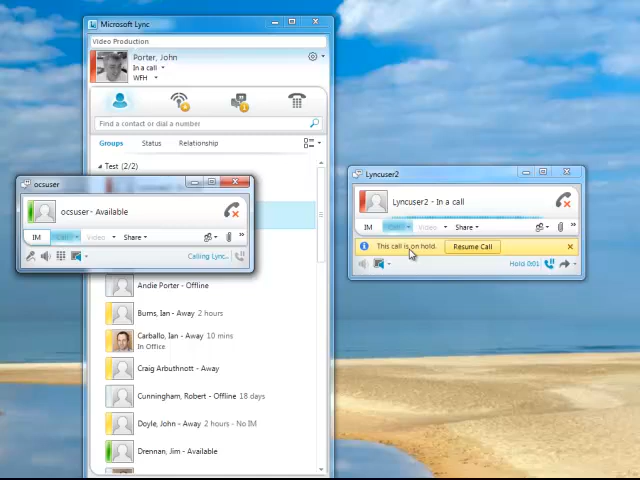 Microsoft Lync
Video Production
Porter, John
In a call
WFH
1
Find a contact or dial a number
Groups Status Relationship
Test (2/2)
ocsuser
ocsuser - Available
IM Call Video Share
Calling Lync...
Andie Porter - Offline
Burns, Ian - Away 2 hours
Carballo, Ian - Away 10 mins
In Office
Craig Arbuthnott - Away
Cunningham, Robert - Offline 18 days
Doyle, John - Away 2 hours - No IM
Drennan, Jim - Available
Lyncuser2
Lyncuser2 - In a call
IM Call Video Share
This call is on hold. Resume Call
Hold 0:01